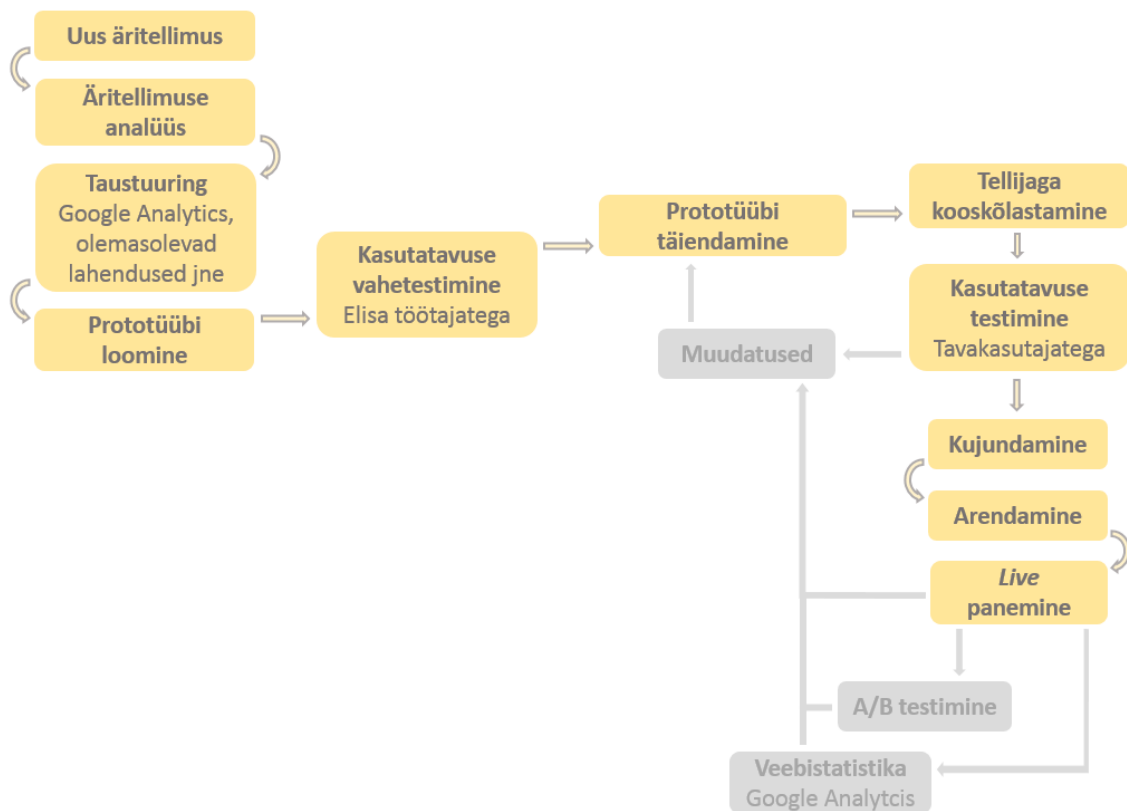 Uus äritellimus
Äritellimuse
analüüs
Taustuuring
Google Analytics,
olemasolevad
lahendused jne
Prototüübi
loomine
Kasutatavuse
vahetestimine
Elisa töötajatega
Prototüübi
täiendamine
Tellijaga
kooskõlastamine
Kasutatavuse
testimine
Tavakasutajatega
Muudatused
Kujundamine
Arendamine
Live
panemine
A/B testimine
Veebistatistika
Google Analytcis